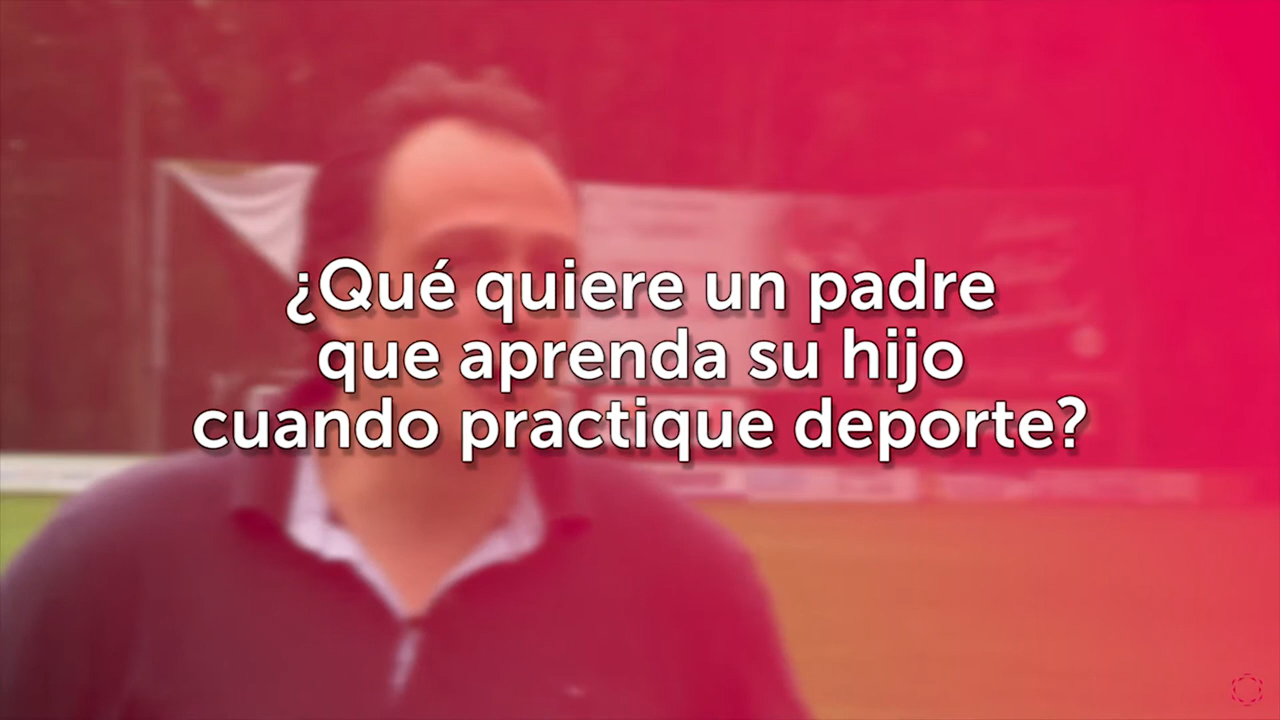 ¿Qué quiere un padre
que aprenda su hijo
cuando practique deporte?